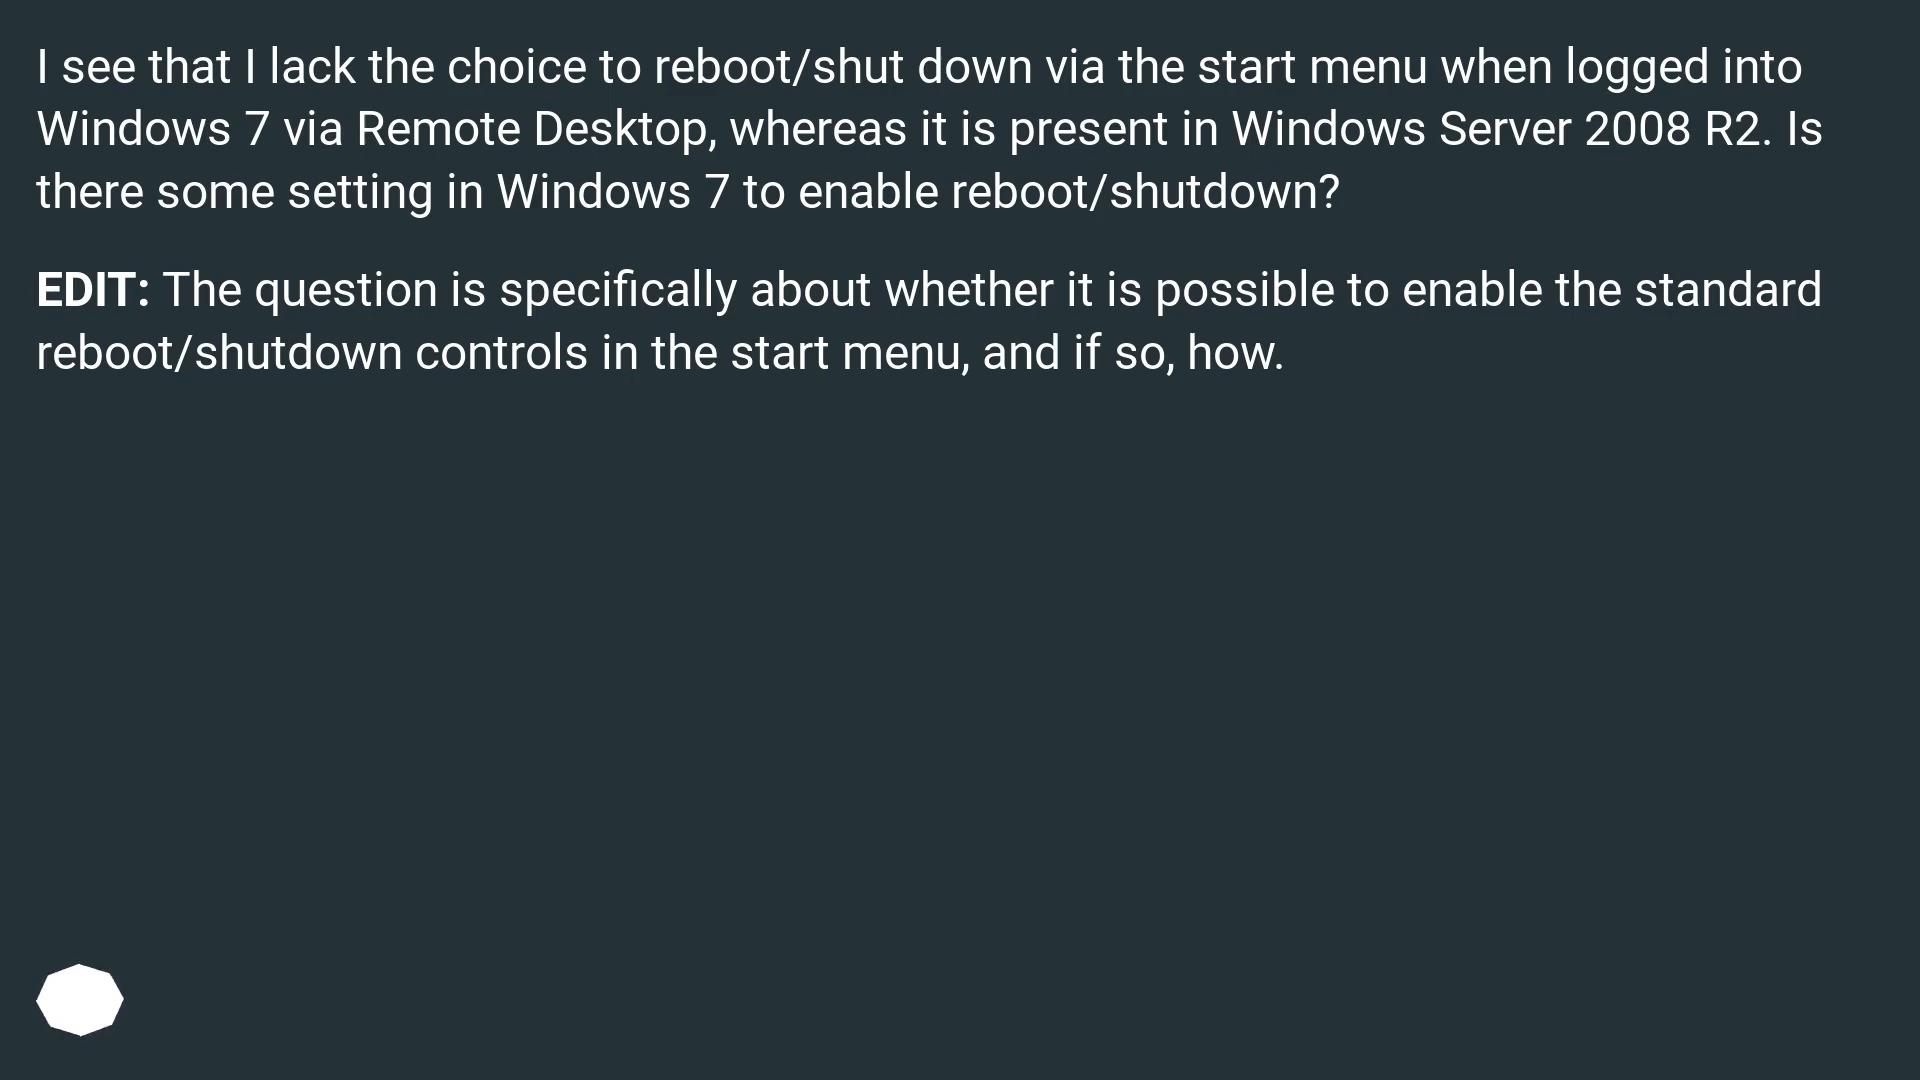 I see that I lack the choice to reboot/shut down via the start menu when logged into
Windows 7 via Remote Desktop, whereas it is present in Windows Server 2008 R2. Is
there some setting in Windows 7 to enable reboot/shutdown?
EDIT: The question is specifically about whether it is possible to enable the standard
reboot/shutdown controls in the start menu, and if so, how.